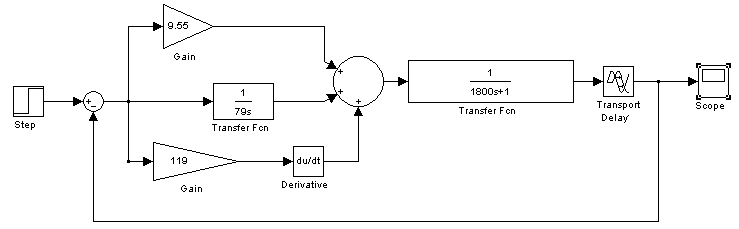 9.55
Gain
Step
+
−
1
79s
Transfer Fcn
119
Gain
du/dt
Derivative
+
+
+
1
1800s+1
Transfer Fcn
Transport
Delay
Scope